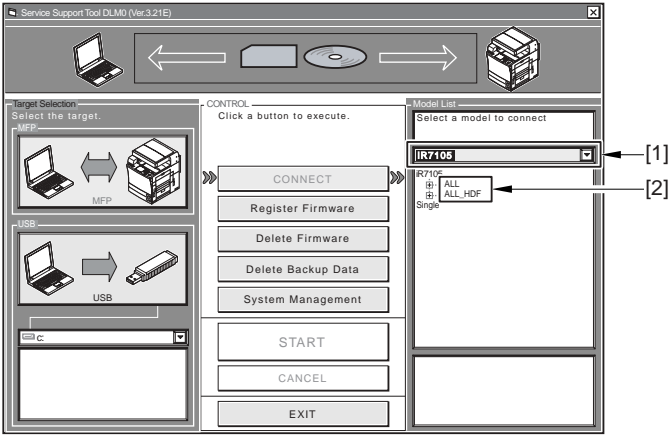 Service Support Tool DLM0 (Ver.3.21E)
Target Selection
Select the target.
MFP
MFP
USB
USB
C:
CONTROL
Click a button to execute.
CONNECT
Register Firmware
Delete Firmware
Delete Backup Data
System Management
START
CANCEL
EXIT
Model List
Select a model to connect
iR7105
iR7105
ALL
ALL_HDF
Single
[1]
[2]